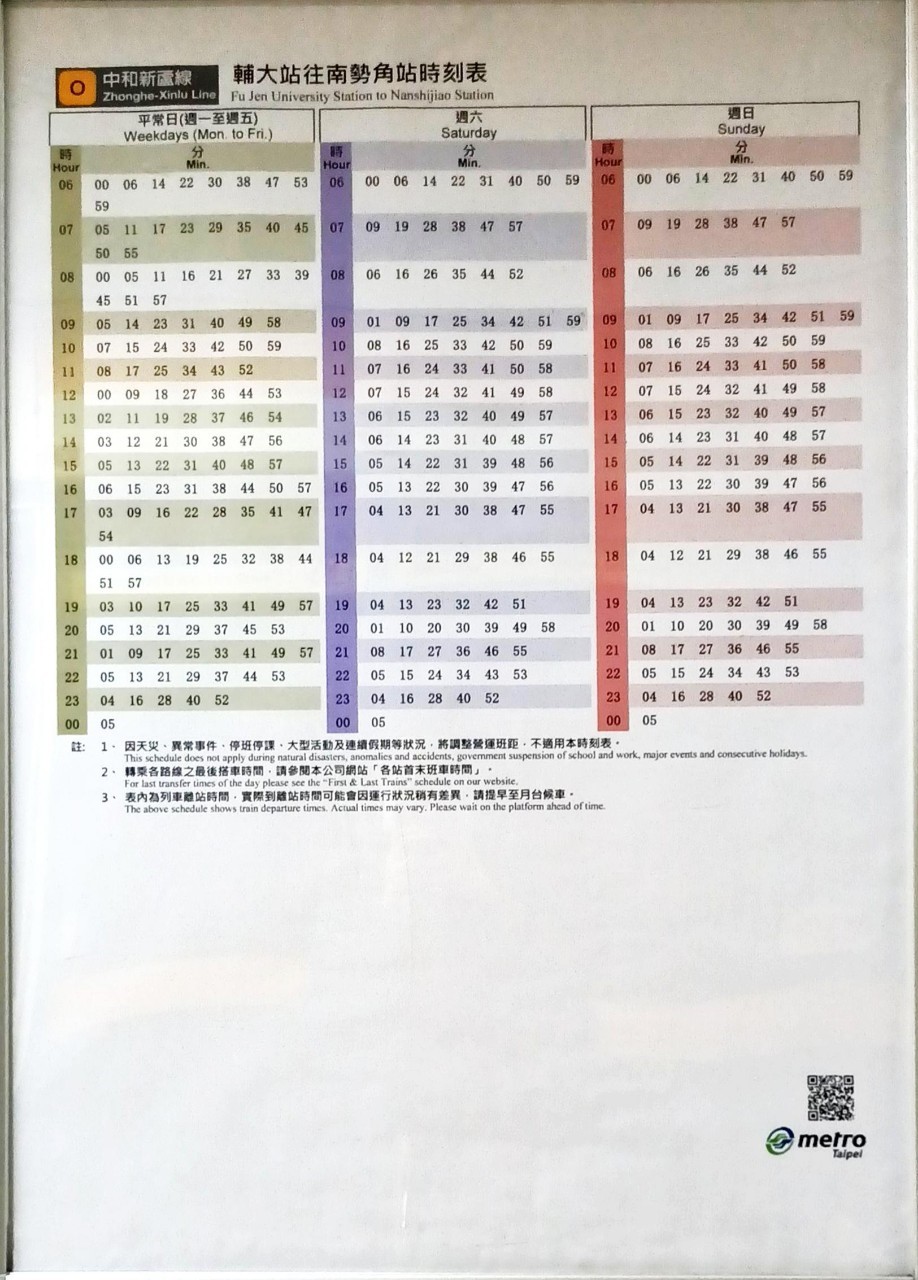 O 中和新蘆線 輔大站往南勢角站時刻表
Zhonghe-Xinlu Line Fu Jen University Station to Nanshijiao Station
平常日(週一至週五) 週六 週日
Weekdays (Mon. to Fri.) Saturday Sunday
時 分 時 分 時 分
Hour Min. Hour Min. Hour Min.
06 00 06 14 22 30 38 47 53 06 00 06 14 22 31 40 50 59 06 00 06 14 22 31 40 50 59
59
07 05 11 17 23 29 35 40 45 07 09 19 28 38 47 57 07 09 19 28 38 47 57
50 55
08 00 05 11 16 21 27 33 39 08 06 16 26 35 44 52 08 06 16 26 35 44 52
45 51 57
09 05 14 23 31 40 49 58 09 01 09 17 25 34 42 51 59 09 01 09 17 25 34 42 51 59
10 07 15 24 33 42 50 59 10 08 16 25 33 42 50 59 10 08 16 25 33 42 50 59
11 08 17 25 34 43 52 11 07 16 24 33 41 50 58 11 07 16 24 33 41 50 58
12 00 09 18 27 36 44 53 12 07 15 24 32 41 49 58 12 07 15 24 32 41 49 58
13 02 11 19 28 37 46 54 13 06 15 23 32 40 49 57 13 06 15 23 32 40 49 57
14 03 12 21 30 38 47 56 14 06 14 23 31 40 48 57 14 06 14 23 31 40 48 57
15 05 13 22 31 40 48 57 15 05 14 22 31 39 48 56 15 05 14 22 31 39 48 56
16 06 15 23 31 38 44 50 57 16 05 13 22 30 39 47 56 16 05 13 22 30 39 47 56
17 03 09 16 22 28 35 41 47 17 04 13 21 30 38 47 55 17 04 13 21 30 38 47 55
54
18 00 06 13 19 25 32 38 44 18 04 12 21 29 38 46 55 18 04 12 21 29 38 46 55
51 57
19 03 10 17 25 33 41 49 57 19 04 13 23 32 42 51 19 04 13 23 32 42 51
20 05 13 21 29 37 45 53 20 01 10 20 30 39 49 58 20 01 10 20 30 39 49 58
21 01 09 17 25 33 41 49 57 21 08 17 27 36 46 55 21 08 17 27 36 46 55
22 05 13 21 29 37 44 53 22 05 15 24 34 43 53 22 05 15 24 34 43 53
23 04 16 28 40 52 23 04 16 28 40 52 23 04 16 28 40 52
00 05 00 05 00 05
註: 1、 因天災、異常事件、停班停課、大型活動及連續假期等狀況,將調整營運班距,不適用本時刻表。
This schedule does not apply during natural disasters, anomalies and accidents, government suspension of school and work, major events and consecutive holidays.
2、 轉乘各路線之最後搭車時間,請參閱本公司網站「各站首末班車時間」。
For last transfer times of the day please see the "First & Last Trains" schedule on our website.
3、 表內為列車離站時間,實際到離站時間可能會因運行狀況稍有差異,請提早至月台候車。
The above schedule shows train departure times. Actual times may vary. Please wait on the platform ahead of time.
metro
Taipei